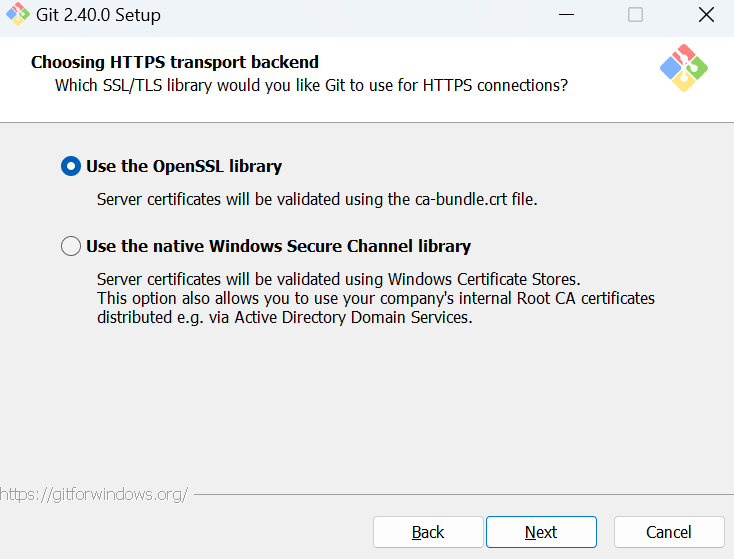 Git 2.40.0 Setup
Choosing HTTPS transport backend
Which SSL/TLS library would you like Git to use for HTTPS connections?
Use the OpenSSL library
Server certificates will be validated using the ca-bundle.crt file.
Use the native Windows Secure Channel library
Server certificates will be validated using Windows Certificate Stores.
This option also allows you to use your company's internal Root CA certificates
distributed e.g. via Active Directory Domain Services.
https://gitforwindows.org/
Back Next Cancel